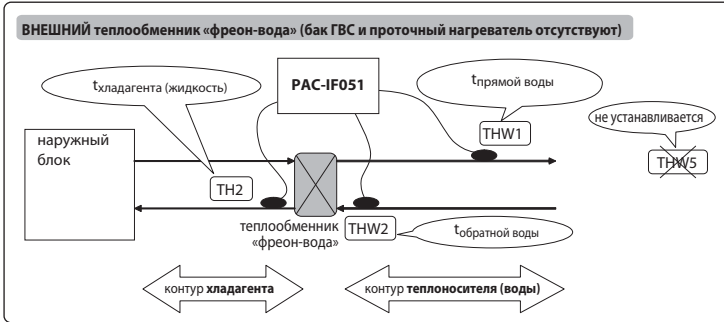 ВНЕШНИЙ теплообменник «фреон-вода» (бак ГВС и проточный нагреватель отсутствуют)
tхладагента (жидкость)
PAC-IF051
tпрямой воды
THW1
не устанавливается
THW5
наружный
блок
TH2
теплообменник
«фреон-вода»
THW2
tобратной воды
контур хладагента
контур теплоносителя (воды)